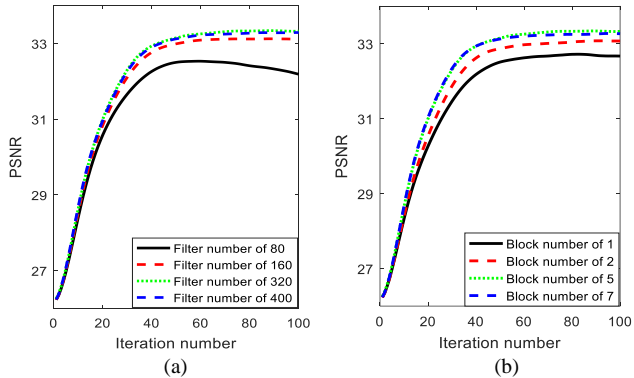 PSNR
33
31
29
27
Filter number of 80
Filter number of 160
Filter number of 320
Filter number of 400
0
20
40
60
80
100
Iteration number
(a)
PSNR
33
31
29
27
Block number of 1
Block number of 2
Block number of 5
Block number of 7
0
20
40
60
80
100
Iteration number
(b)